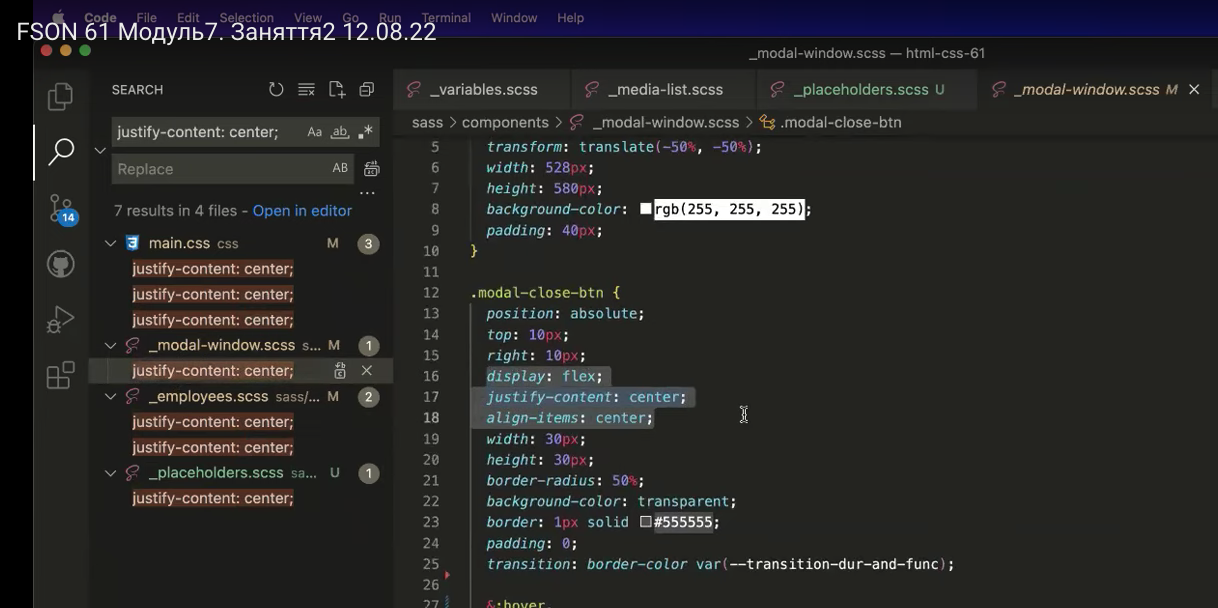 Code File Edit Selection View Go Run Terminal Window Help
FSON 61 Модуль7. Заняття2 12.08.22
_modal-window.scss — html-css-61
SEARCH
_variables.scss
_media-list.scss
_placeholders.scss U
_modal-window.scss M
sass > components > _modal-window.scss > .modal-close-btn
justify-content: center;
Aa ab
Replace
AB
7 results in 4 files - Open in editor
14
main.css css M 3
justify-content: center;
justify-content: center;
justify-content: center;
_modal-window.scss s... M 1
justify-content: center;
_employees.scss sass/... M 2
justify-content: center;
justify-content: center;
_placeholders.scss sa... U 1
justify-content: center;
5 transform: translate(-50%, -50%);
6 width: 528px;
7 height: 580px;
8 background-color: rgb(255, 255, 255);
9 padding: 40px;
10 }
11
12 .modal-close-btn {
13 position: absolute;
14 top: 10px;
15 right: 10px;
16 display: flex;
17 justify-content: center;
18 align-items: center;
19 width: 30px;
20 height: 30px;
21 border-radius: 50%;
22 background-color: transparent;
23 border: 1px solid #555555;
24 padding: 0;
25 transition: border-color var(--transition-dur-and-func);
26
27 &:hover,